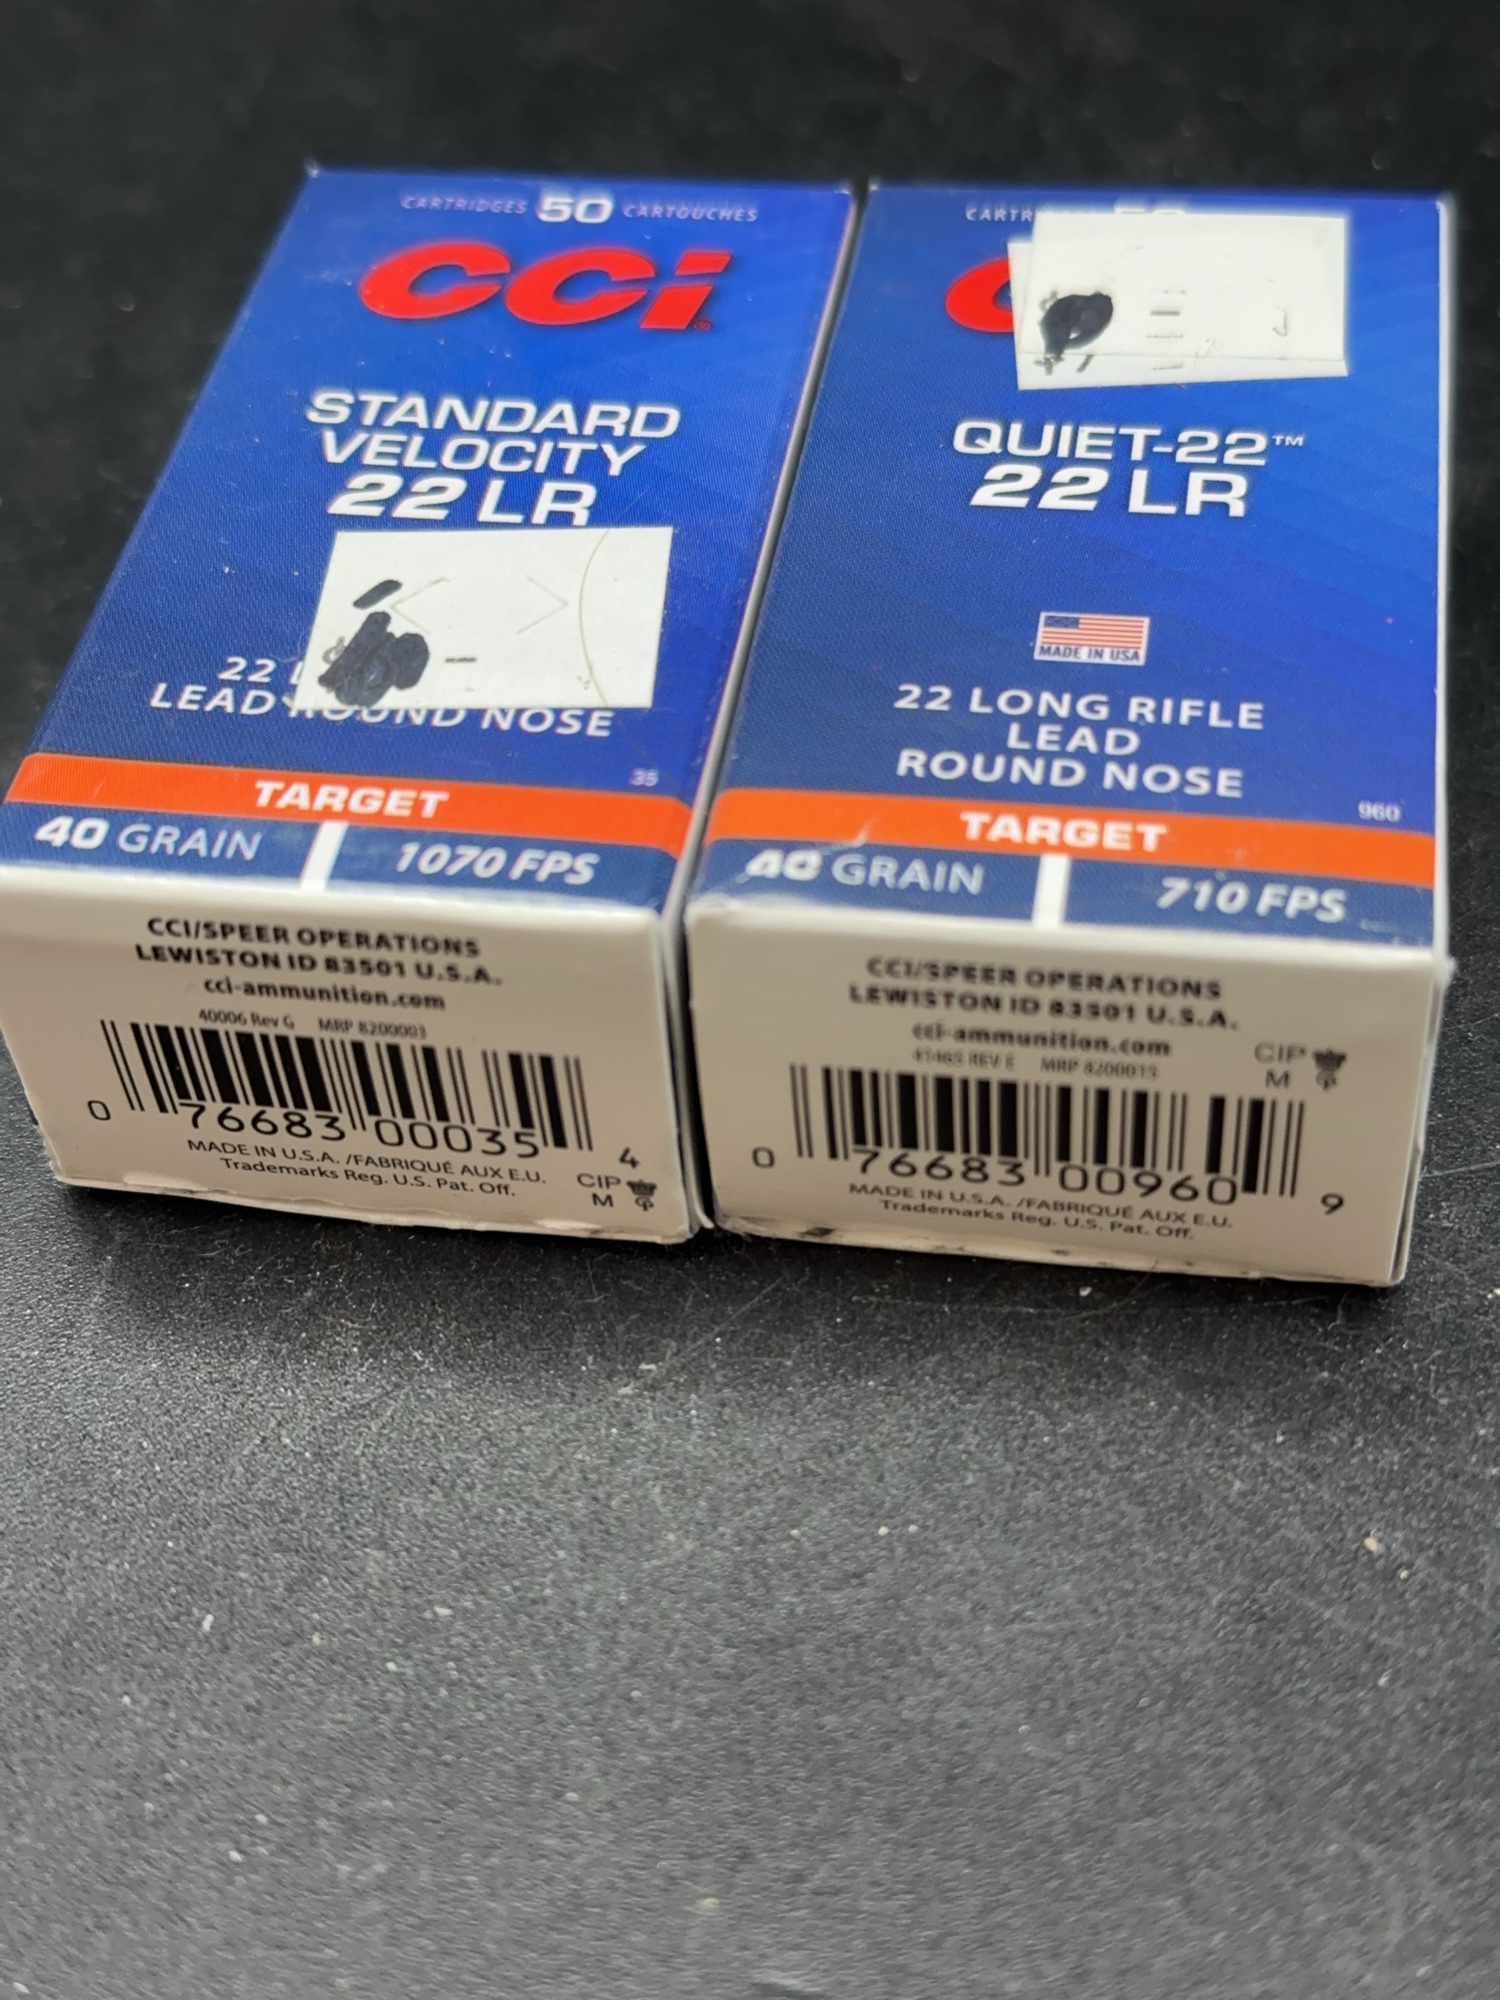 CARTRIDGES 50 CARTOUCHES
CCI
STANDARD
VELOCITY
22 LR
22
LEAD ROUND NOSE
35
TARGET
40 GRAIN
1070 FPS
CCI/SPEER OPERATIONS
LEWISTON ID 83501 U.S.A.
cci-ammunition.com
40006 Rev G MRP 8200003
0 76683 00035 4
MADE IN U.S.A. /FABRIQUÉ AUX E.U.
Trademarks Reg. U.S. Pat. Off.
CIP
M
QUIET-22™
22 LR
MADE IN USA
22 LONG RIFLE
LEAD
ROUND NOSE
960
TARGET
40 GRAIN
710 FPS
CCI/SPEER OPERATIONS
LEWISTON ID 83501 U.S.A.
cci-ammunition.com
41465 REV E MRP 8200015
CIP
M
0 76683 00960 9
MADE IN U.S.A. /FABRIQUÉ AUX E.U.
Trademarks Reg. U.S. Pat. Off.